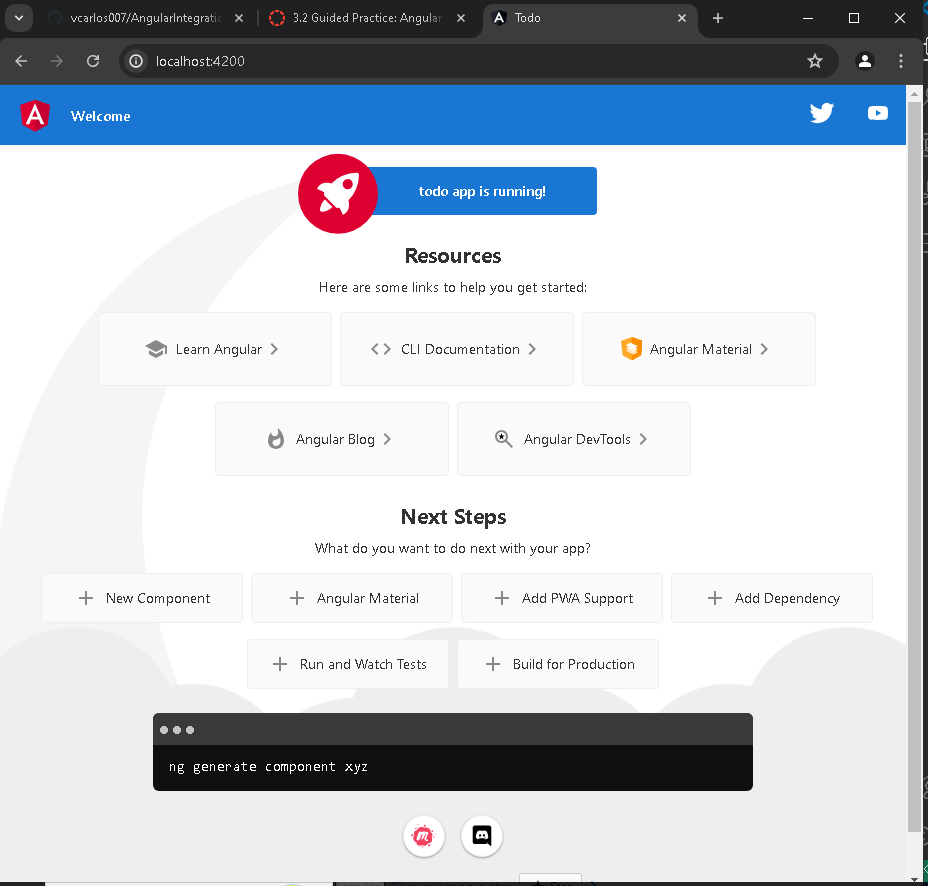 vcarlos007/AngularIntegratio
3.2 Guided Practice: Angular
Todo
localhost:4200
Welcome
todo app is running!
Resources
Here are some links to help you get started:
Learn Angular
CLI Documentation
Angular Material
Angular Blog
Angular DevTools
Next Steps
What do you want to do next with your app?
New Component
Angular Material
Add PWA Support
Add Dependency
Run and Watch Tests
Build for Production
ng generate component xyz